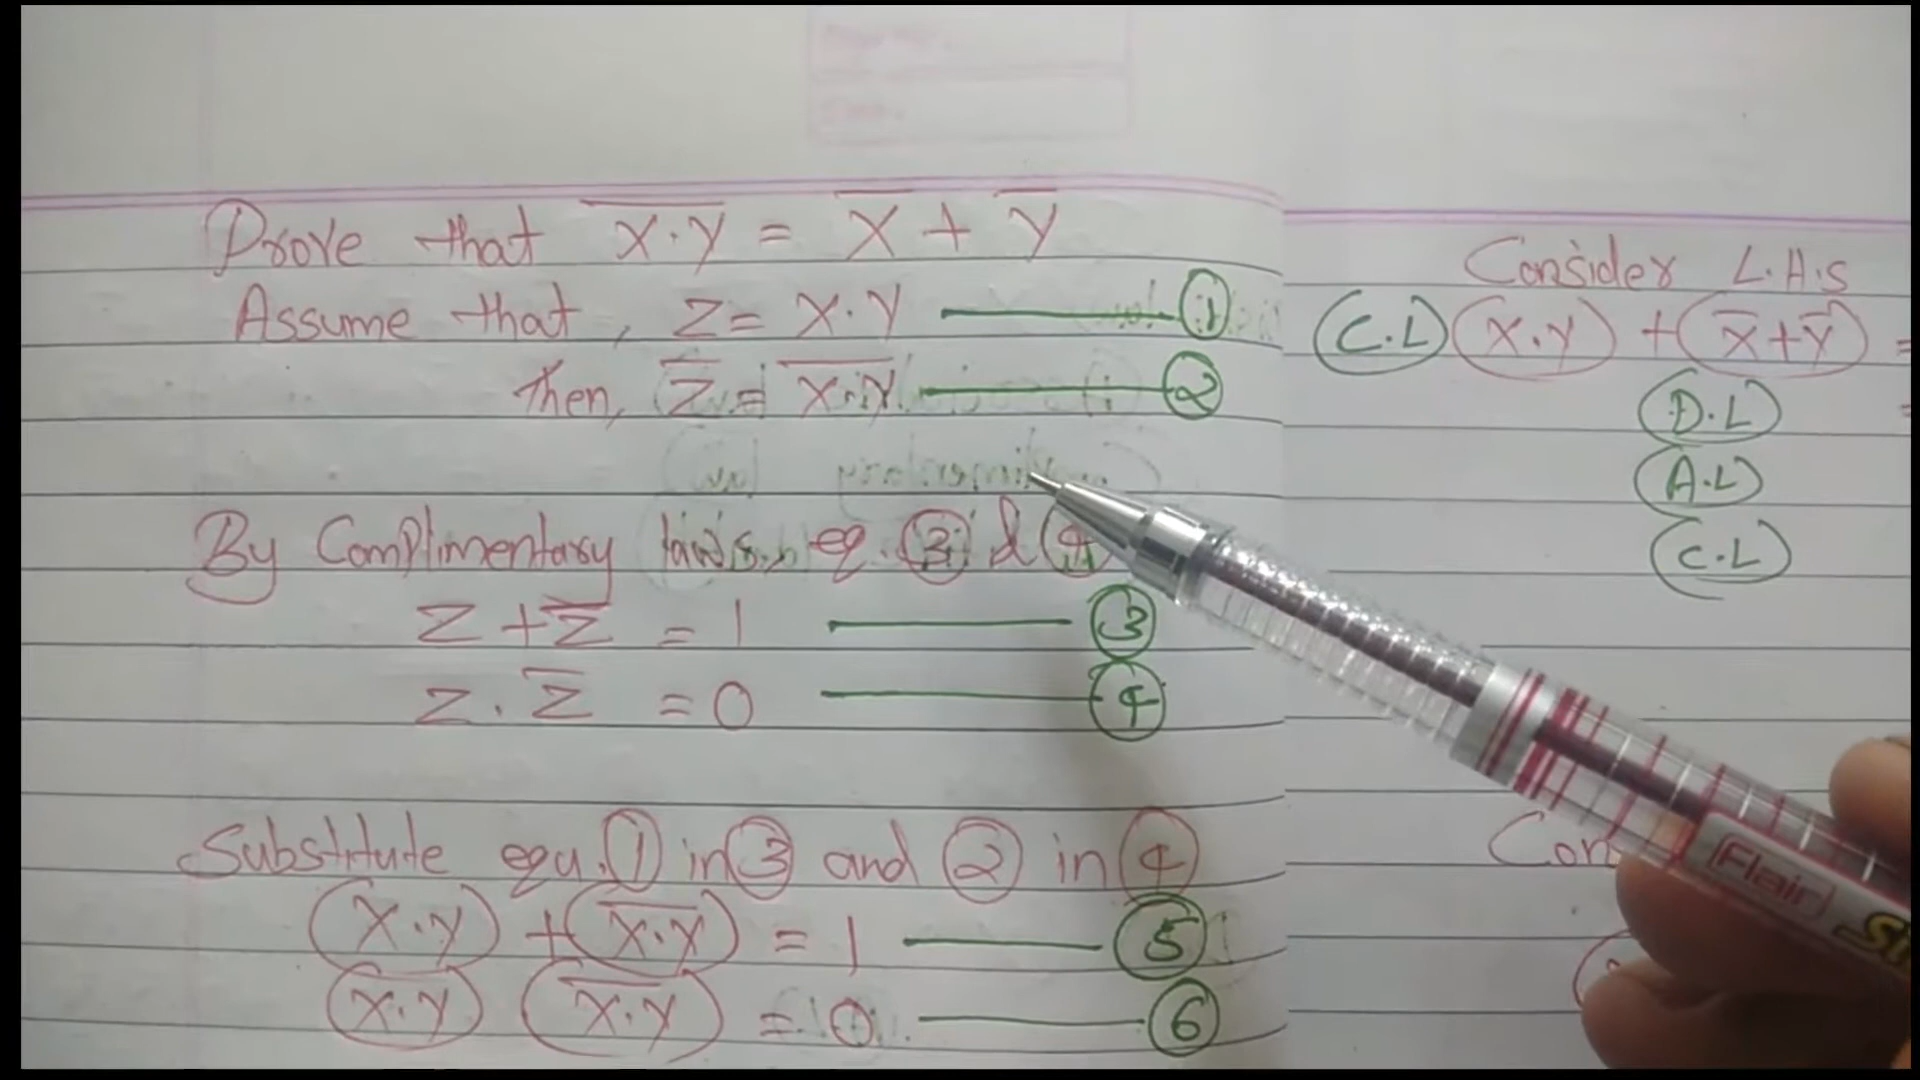 Prove that X̅·̅Y̅ = X̅ + Y̅
Assume that, Z = X·Y ——— ①
Then, Z̅ = X̅·̅Y̅ ——— ②
By Complimentary laws, eq. ③ & ④
Z + Z̅ = 1 ——— ③
Z . Z̅ = 0 ——— ④
Substitute equ. ① in ③ and ② in ④
(X·Y) + (X̅·̅Y̅) = 1 ——— ⑤
(X·Y) (X̅·̅Y̅) = 0 ——— ⑥
Consider L.H.S
(C.L) (X·Y) + (X̅+Y̅) =
(D.L) =
(A.L)
(C.L)
Con
Flair